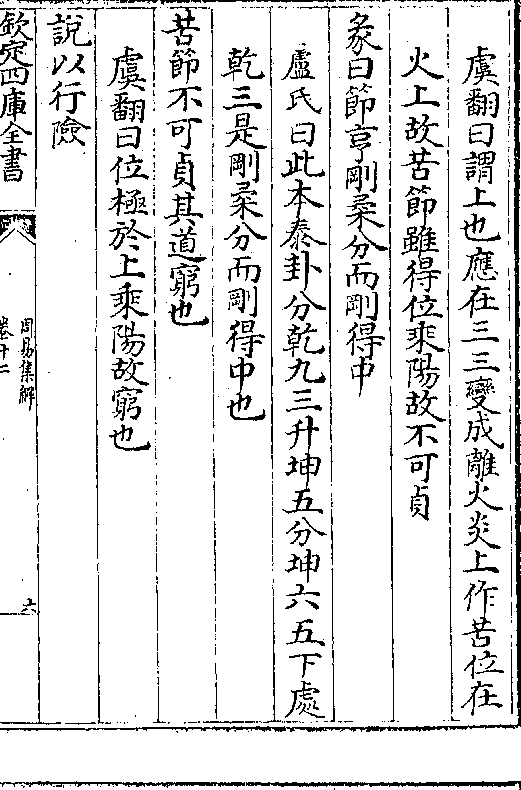 虞翻曰謂上也應在三三變成離火炎上作苦位在
火上故苦節雖得位乘陽故不可貞
彖曰節亨剛柔分而剛得中
盧氏曰此本泰卦分乾九三升坤五分坤六五下處
乾三是剛柔分而剛得中也
苦節不可貞其道窮也
虞翻曰位極於上乘陽故窮也
說以行險
欽定四庫全書
周易集解
卷十二
六